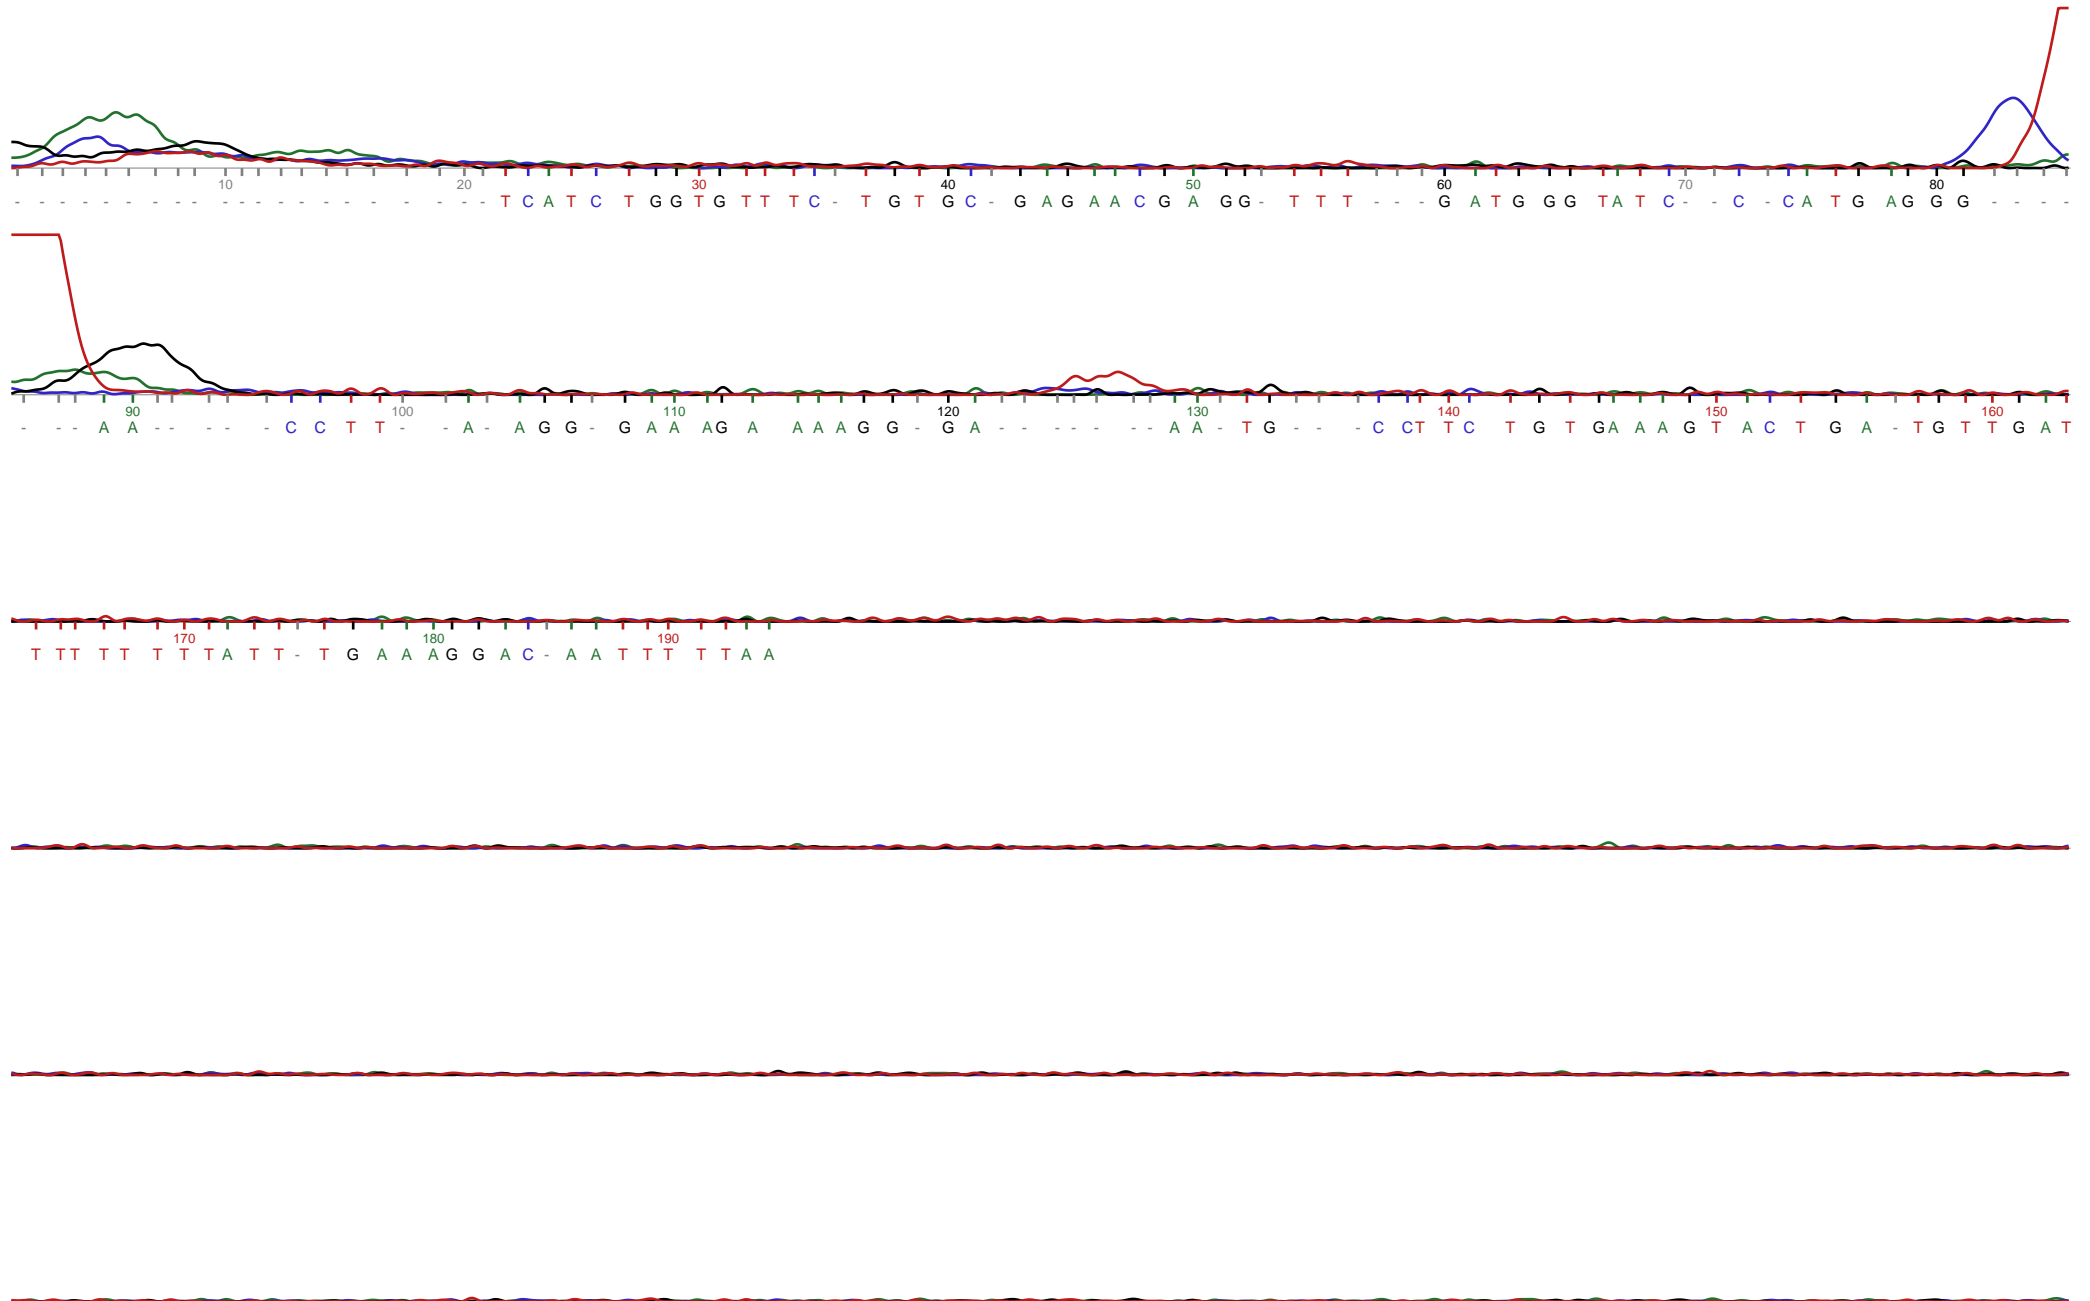 10 20 30 40 50 60 70 80
- - - - - - - - - - - - - - - - - - - - - T C A T C T G G T G T T T C - T G T G C - G A G A A C G A G G - T T T - - - G A T G G G T A T C - - C - C A T G A G G G - - - -
90 100 110 120 130 140 150 160
- - - A A - - - - - C C T T - - A - A G G - G A A A G A A A A G G - G A - - - - - - - A A - T G - - - C C T T C T G T G A A A G T A C T G A - T G T T G A T
170 180 190
T T T T T T T T A T T - T G A A A G G A C - A A T T T T T A A